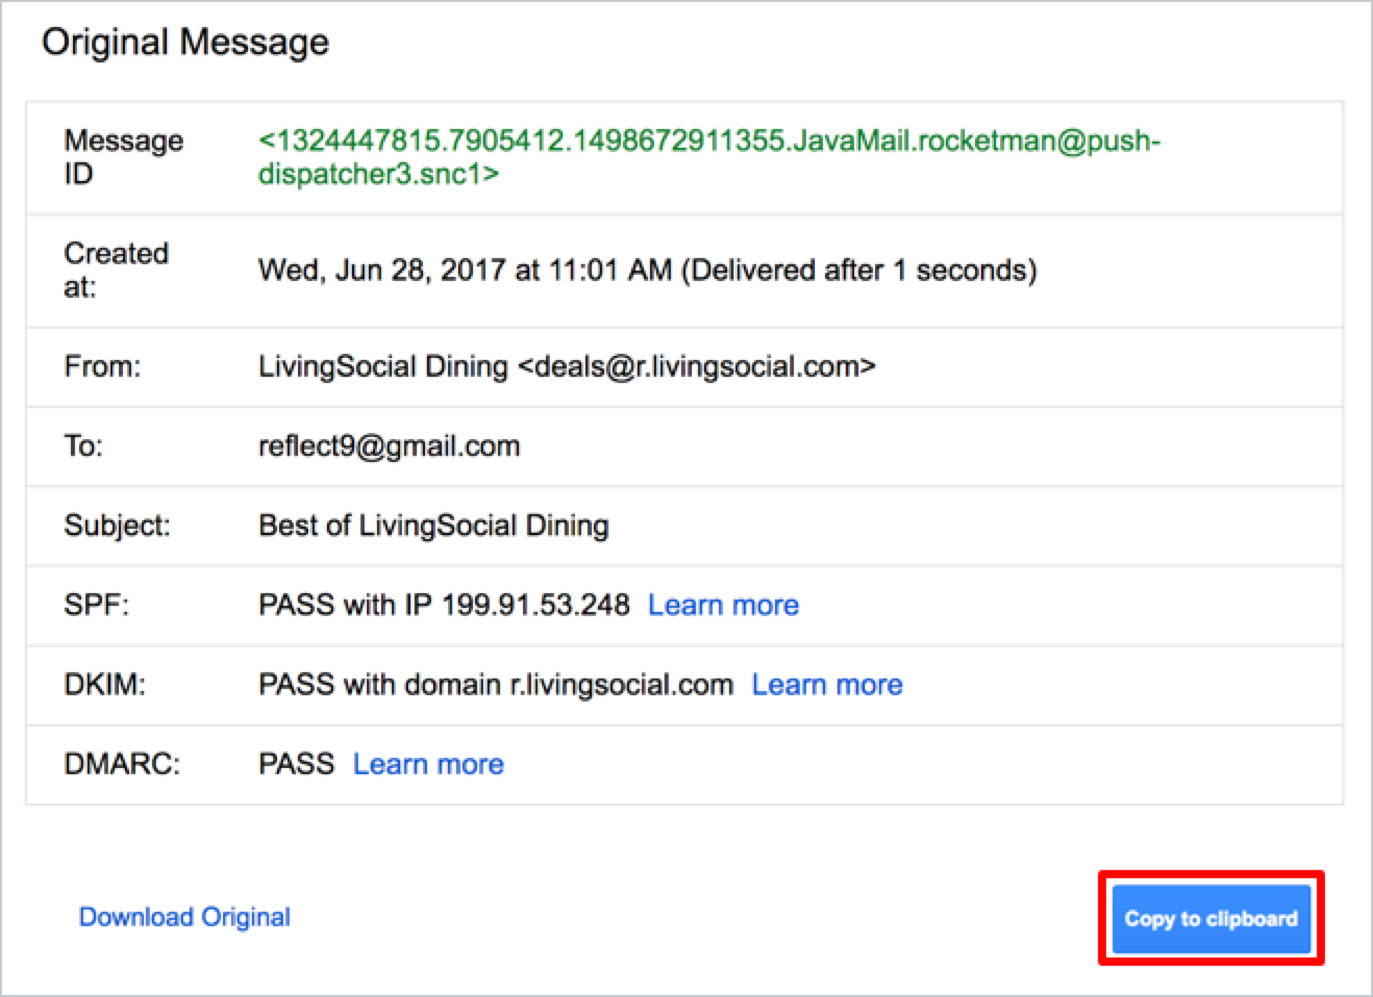 Original Message
Message
ID
<1324447815.7905412.1498672911355.JavaMail.rocketman@push-
dispatcher3.snc1>
Created
at:
Wed, Jun 28, 2017 at 11:01 AM (Delivered after 1 seconds)
From:
LivingSocial Dining <deals@r.livingsocial.com>
To:
reflect9@gmail.com
Subject:
Best of LivingSocial Dining
SPF:
PASS with IP 199.91.53.248 Learn more
DKIM:
PASS with domain r.livingsocial.com Learn more
DMARC:
PASS Learn more
Download Original
Copy to clipboard